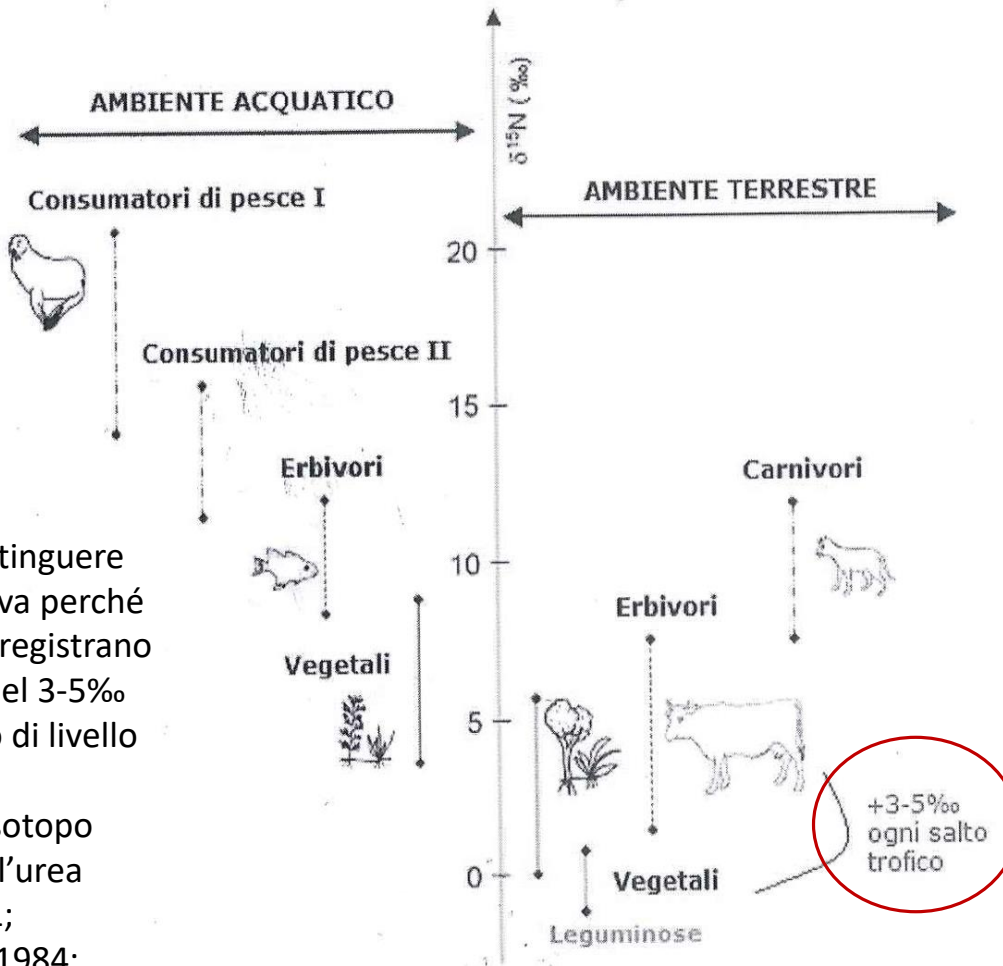 δ¹⁵N (‰)
AMBIENTE ACQUATICO
AMBIENTE TERRESTRE
Consumatori di pesce I
20
Consumatori di pesce II
15
Erbivori
Carnivori
10
Erbivori
Vegetali
5
0
Vegetali
Leguminose
+3-5‰
ogni salto
trofico
tinguere
va perché
registrano
el 3-5‰
o di livello
sotopo
l’urea
1984;